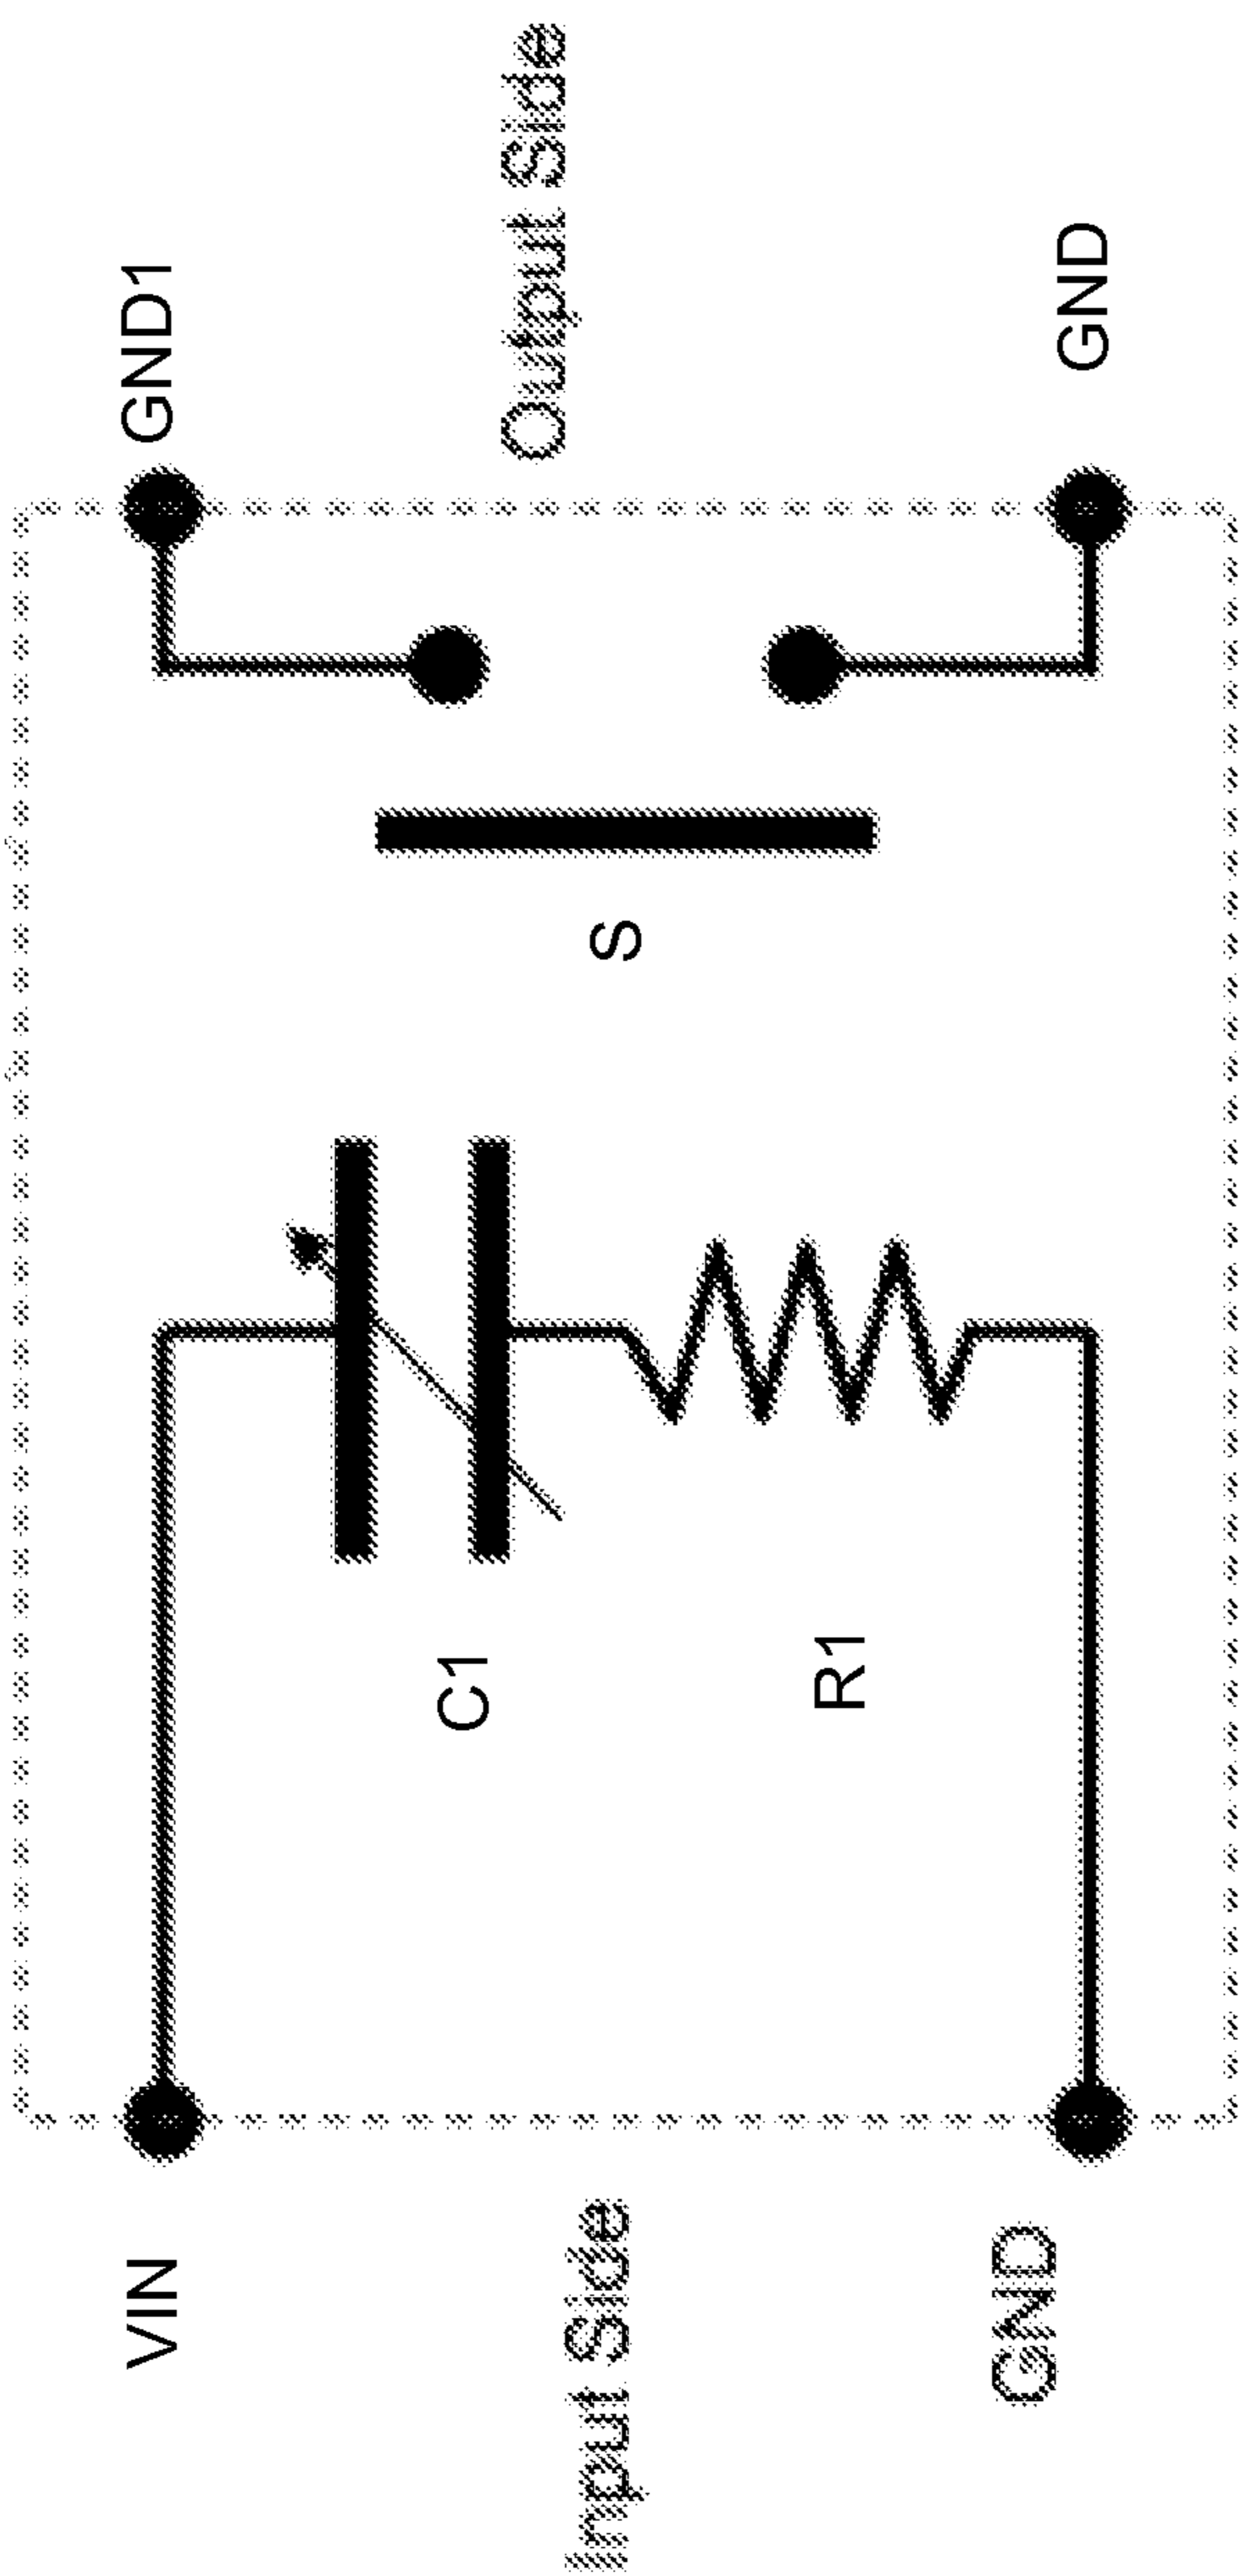 VIN
Input Side
GND
C1
R1
S
GND1
Output Side
GND